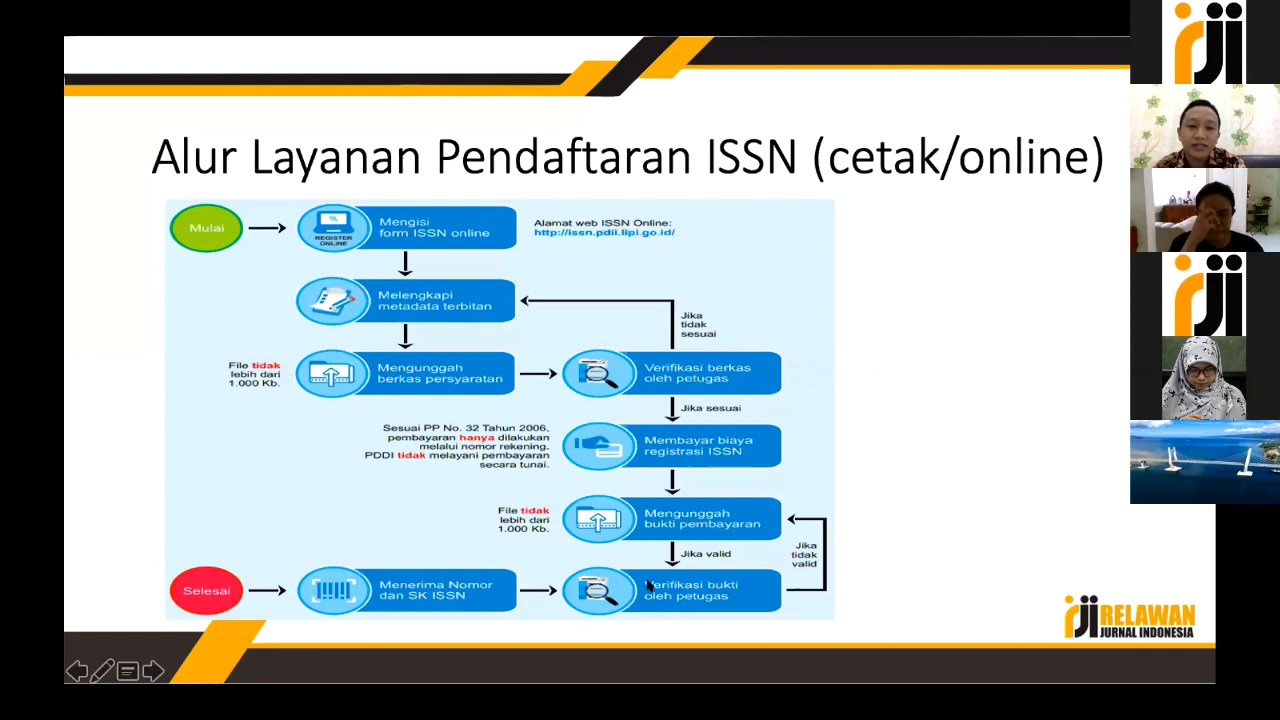 Alur Layanan Pendaftaran ISSN (cetak/online)
Mulai
REGISTER
ONLINE
Mengisi
form ISSN online
Alamat web ISSN Online:
http://issn.pdii.lipi.go.id/
Melengkapi
metadata terbitan
Jika
tidak
sesuai
File tidak
lebih dari
1.000 Kb.
Mengunggah
berkas persyaratan
Verifikasi berkas
oleh petugas
Jika sesuai
Sesuai PP No. 32 Tahun 2006,
pembayaran hanya dilakukan
melalui nomor rekening.
PDDI tidak melayani pembayaran
secara tunai.
Membayar biaya
registrasi ISSN
File tidak
lebih dari
1.000 Kb.
Mengunggah
bukti pembayaran
Jika valid
Jika
tidak
valid
Selesai
Menerima Nomor
dan SK ISSN
Verifikasi bukti
oleh petugas
rji RELAWAN
JURNAL INDONESIA
rji
rji